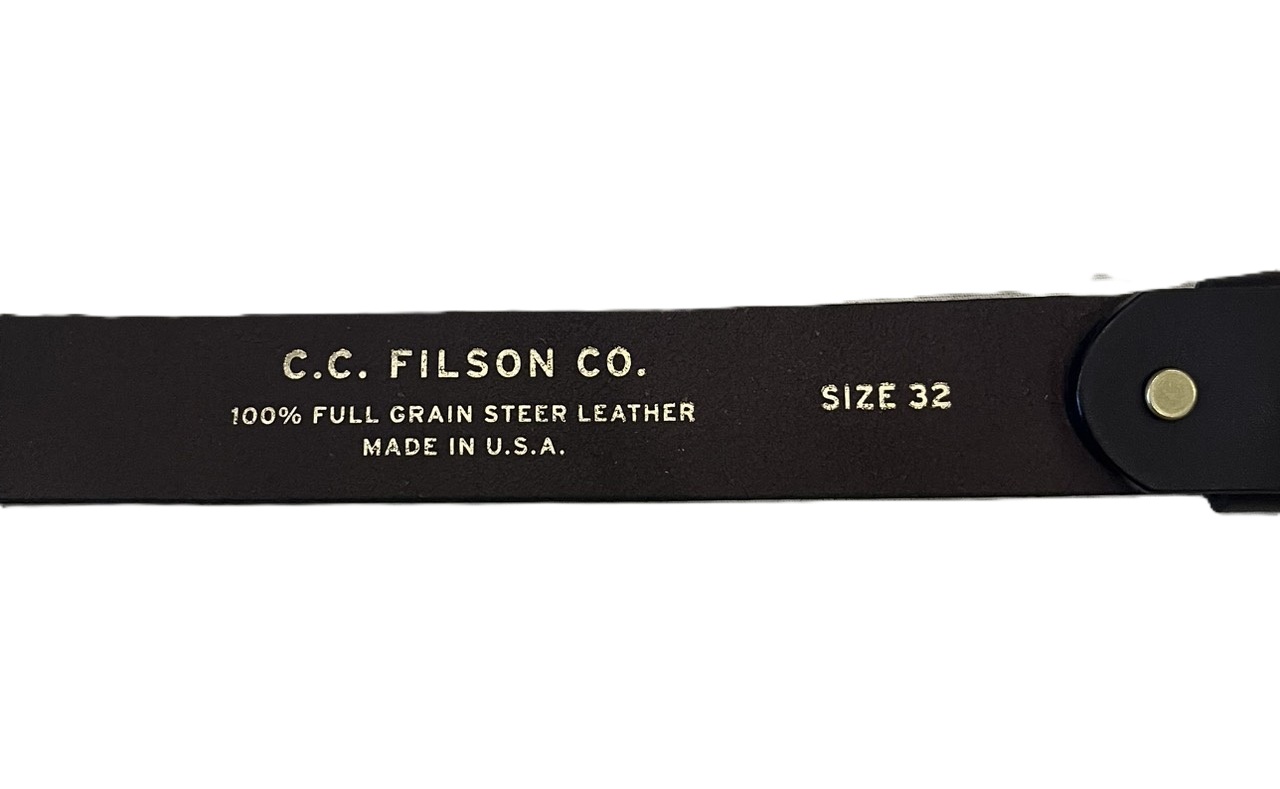 C.C. FILSON CO.
100% FULL GRAIN STEER LEATHER
MADE IN U.S.A.
SIZE 32